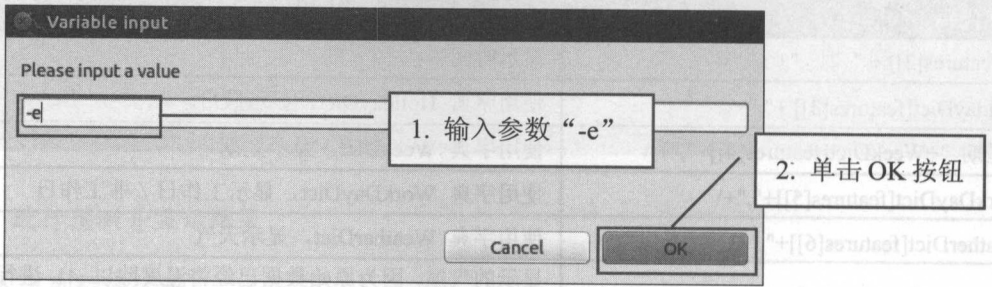 Variable input
Please input a value
-e
1. 输入参数“-e”
2. 单击 OK 按钮
Cancel
OK